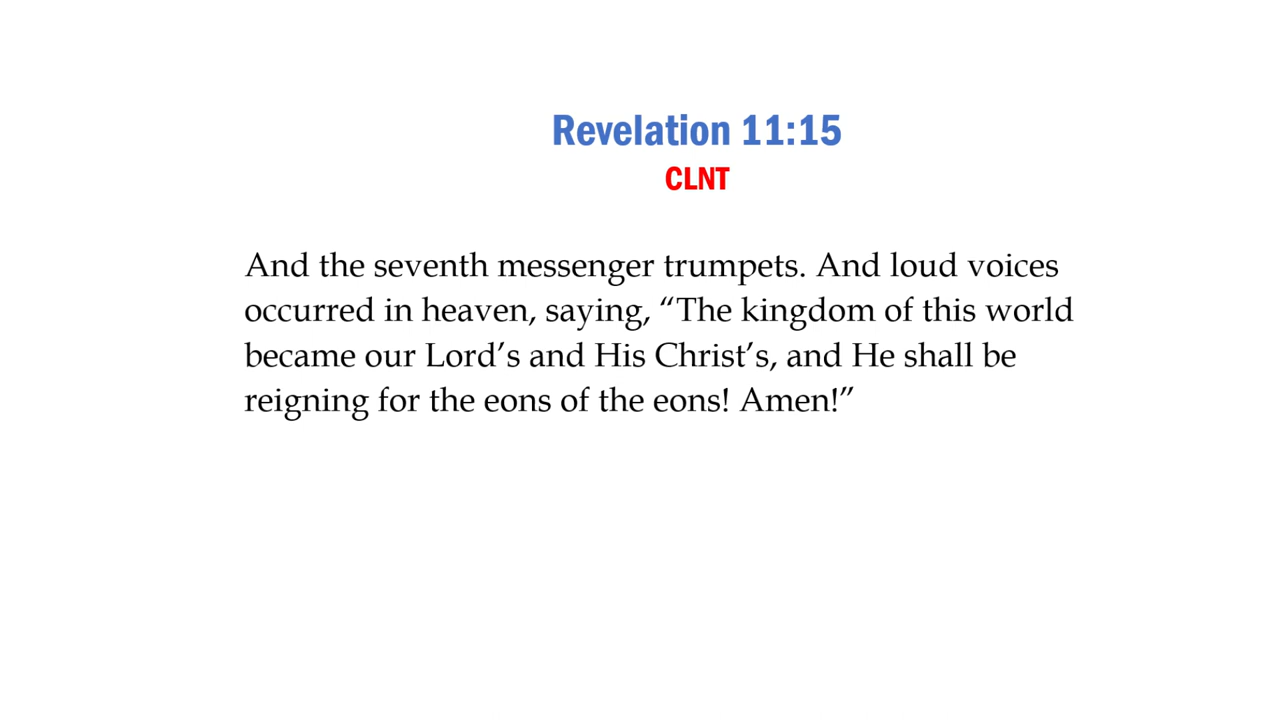 Revelation 11:15
CLNT
And the seventh messenger trumpets. And loud voices
occurred in heaven, saying, “The kingdom of this world
became our Lord’s and His Christ’s, and He shall be
reigning for the eons of the eons! Amen!”